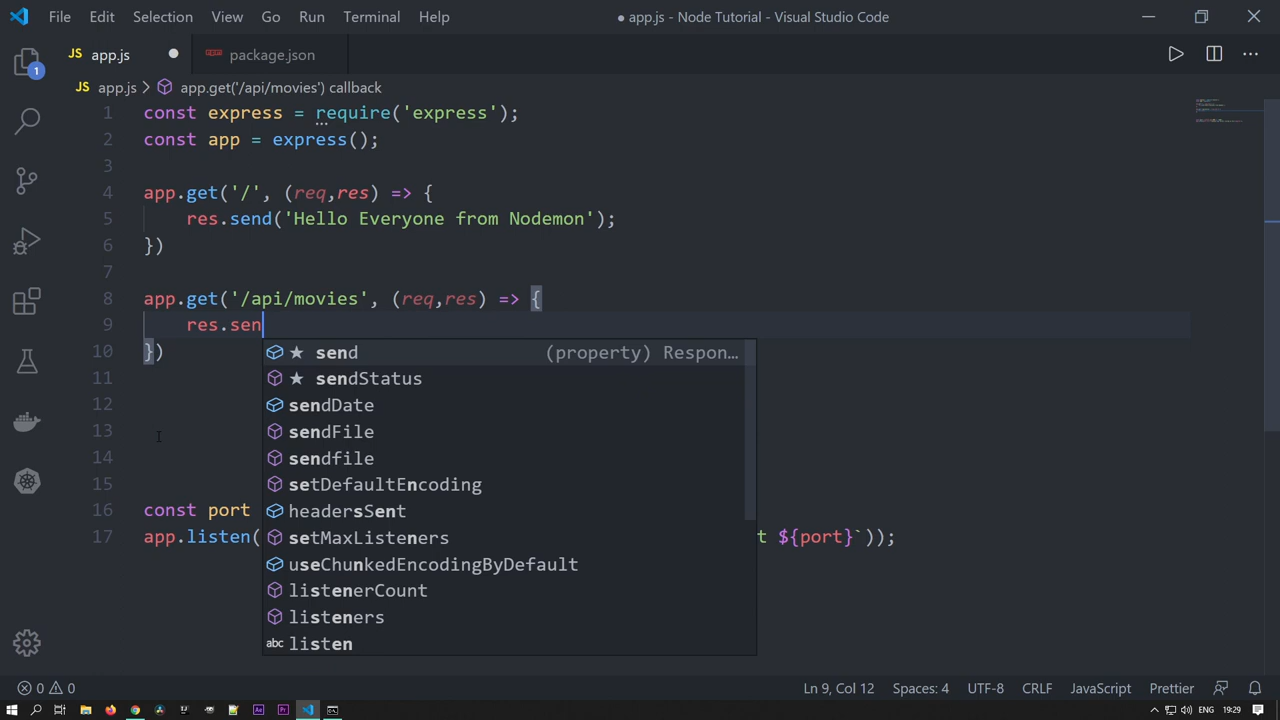 File Edit Selection View Go Run Terminal Help ● app.js - Node Tutorial - Visual Studio Code
JS app.js ● package.json
JS app.js > app.get('/api/movies') callback
1 const express = require('express');
2 const app = express();
3
4 app.get('/', (req,res) => {
5 res.send('Hello Everyone from Nodemon');
6 })
7
8 app.get('/api/movies', (req,res) => {
9 res.sen
10 })
send (property) Respon…
11
sendStatus
12
sendDate
13
sendFile
14
sendfile
15
setDefaultEncoding
16 const port
headersSent
17 app.listen( t ${port}`));
setMaxListeners
useChunkedEncodingByDefault
listenerCount
listeners
abc listen
1
0 0 Ln 9, Col 12 Spaces: 4 UTF-8 CRLF JavaScript Prettier
Ae Pr ENG 19:29